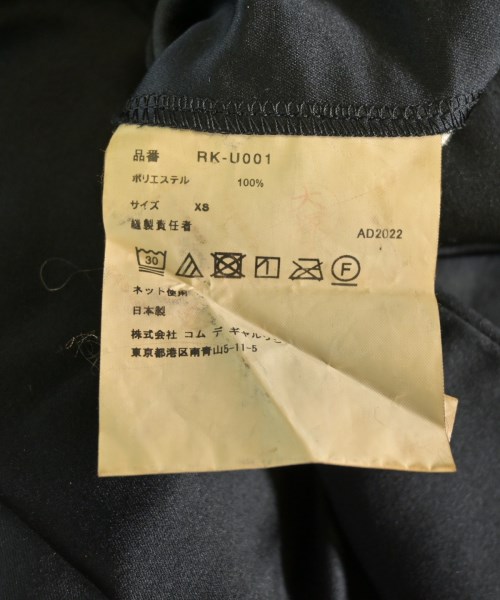 品番 RK-U001
ポリエステル 100%
サイズ XS
縫製責任者
AD2022
30 F
ネット使用
日本製
株式会社 コム デ ギャルソン
東京都港区南青山5-11-5